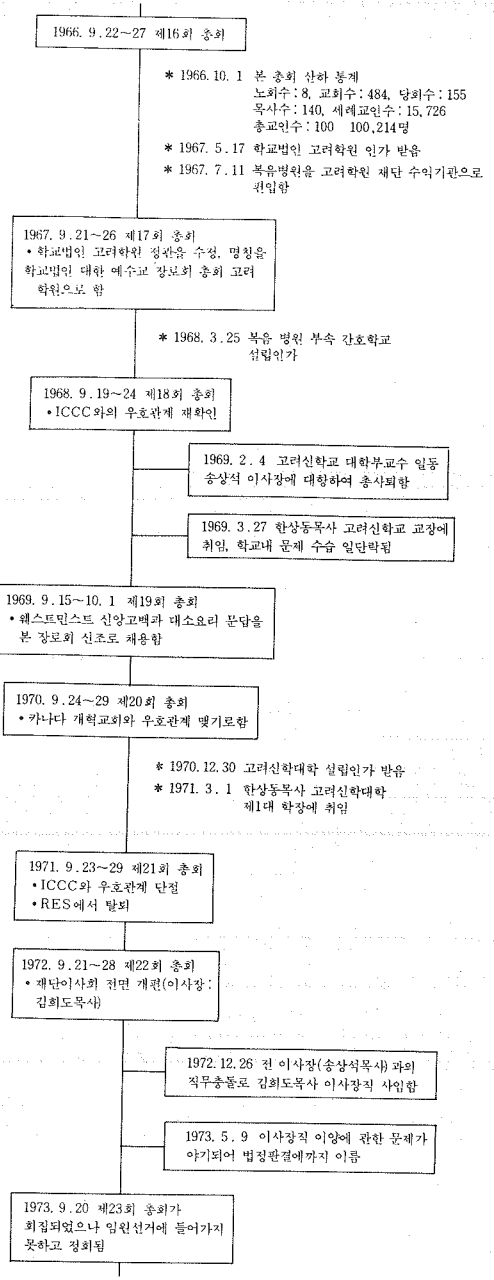 1966. 9.22~27 제16회 총회
* 1966.10. 1 본 총회 산하 통계
노회수:8, 교회수:484, 당회수:155
목사수:140, 세례교인수:15,726
총교인수:100 100,214명
* 1967. 5.17 학교법인 고려학원 인가 받음
* 1967. 7.11 복음병원을 고려학원 재단 수익기관으로
편입함
1967. 9.21~26 제17회 총회
• 학교법인 고려학원 정관을 수정, 명칭을
학교법인 대한 예수교 장로회 총회 고려
학원으로 함
* 1968. 3.25 복음 병원 부속 간호학교
설립인가
1968. 9.19~24 제18회 총회
• ICCC와의 우호관계 재확인
1969. 2. 4 고려신학교 대학부교수 일동
송상석 이사장에 대항하여 총사퇴함
1969. 3.27 한상동목사 고려신학교 교장에
취임, 학교내 문제 수습 일단락됨
1969. 9.15~10. 1 제19회 총회
• 웨스트민스트 신앙고백과 대소요리 문답을
본 장로회 신조로 채용함
1970. 9.24~29 제20회 총회
• 카나다 개혁교회와 우호관계 맺기로함
* 1970.12.30 고려신학대학 설립인가 받음
* 1971. 3. 1 한상동목사 고려신학대학
제1대 학장에 취임
1971. 9.23~29 제21회 총회
• ICCC와 우호관계 단절
• RES에서 탈퇴
1972. 9.21~28 제22회 총회
• 재단이사회 전면 개편(이사장:
김희도목사)
1972.12.26 전 이사장(송상석목사) 과의
직무충돌로 김희도목사 이사장직 사임함
1973. 5. 9 이사장직 이양에 관한 문제가
야기되어 법정판결에까지 이름
1973. 9.20 제23회 총회가
회집되었으나 임원선거에 들어가지
못하고 정회됨